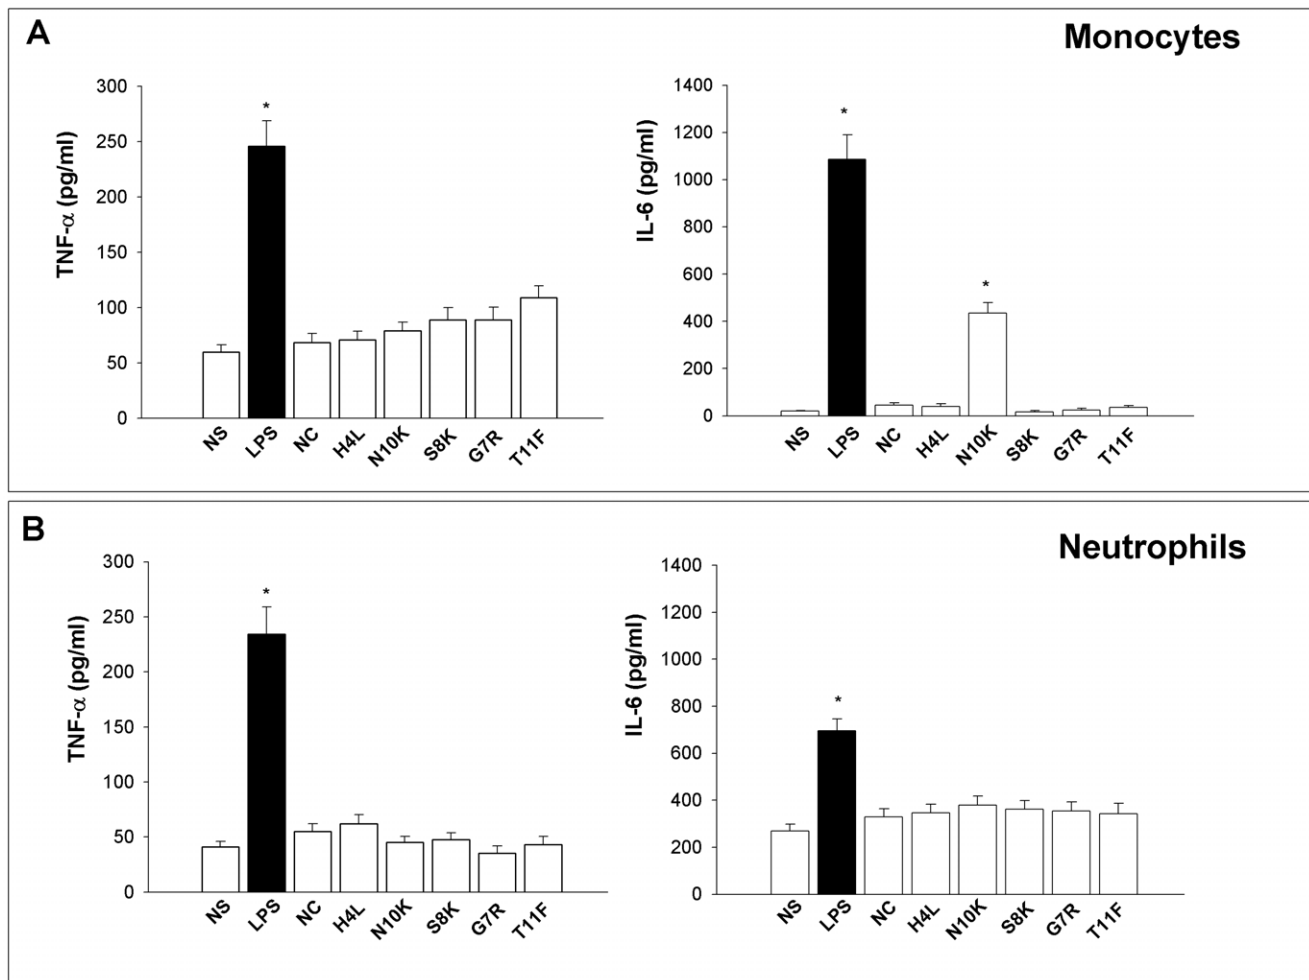 A
Monocytes
300
250
200
150
100
50
0
TNF-α (pg/ml)
*
NS
LPS
NC
H4L
N10K
S8K
G7R
T11F
1400
1200
1000
800
600
400
200
0
IL-6 (pg/ml)
*
*
NS
LPS
NC
H4L
N10K
S8K
G7R
T11F
B
Neutrophils
300
250
200
150
100
50
0
TNF-α (pg/ml)
*
NS
LPS
NC
H4L
N10K
S8K
G7R
T11F
1400
1200
1000
800
600
400
200
0
IL-6 (pg/ml)
*
NS
LPS
NC
H4L
N10K
S8K
G7R
T11F